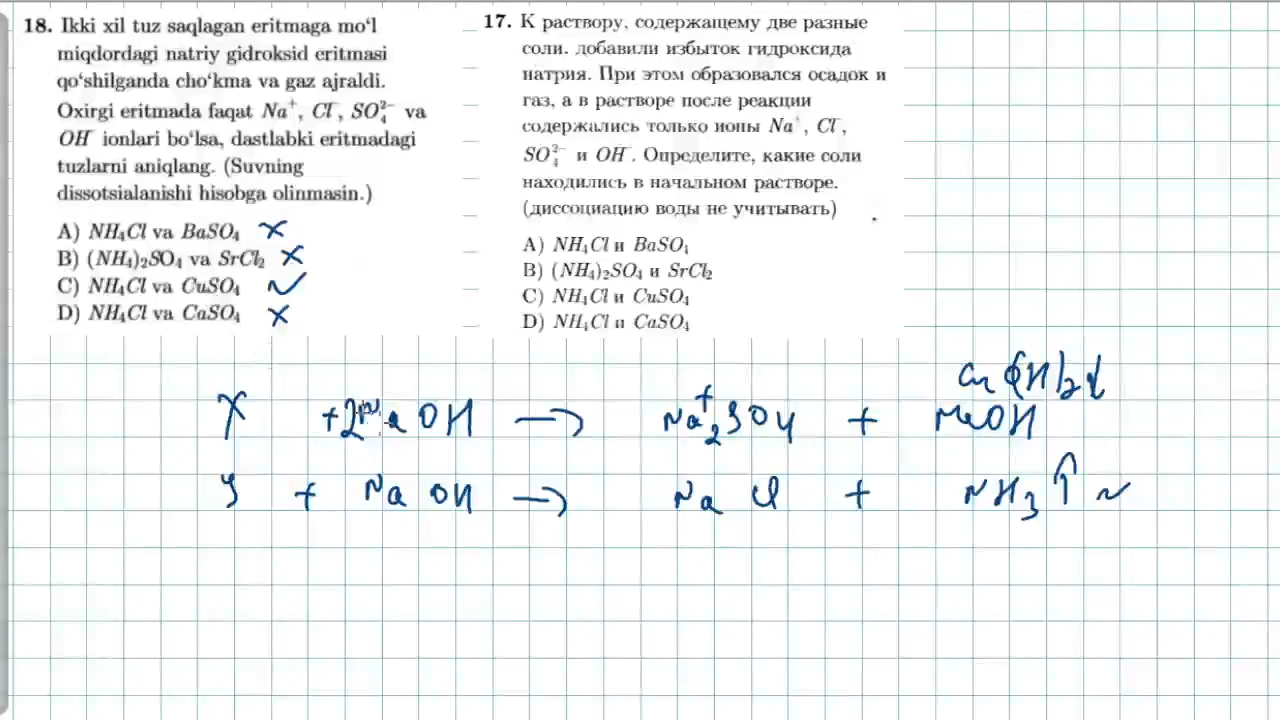 18. Ikki xil tuz saqlagan eritmaga mo‘l
miqdordagi natriy gidroksid eritmasi
qo‘shilganda cho‘kma va gaz ajraldi.
Oxirgi eritmada faqat Na⁺, Cl⁻, SO₄²⁻ va
OH⁻ ionlari bo‘lsa, dastlabki eritmadagi
tuzlarni aniqlang. (Suvning
dissotsialanishi hisobga olinmasin.)
A) NH₄Cl va BaSO₄
B) (NH₄)₂SO₄ va SrCl₂
C) NH₄Cl va CuSO₄
D) NH₄Cl va CaSO₄
17. К раствору, содержащему две разные
соли. добавили избыток гидроксида
натрия. При этом образовался осадок и
газ, а в растворе после реакции
содержались только ионы Na⁺, Cl⁻,
SO₄²⁻ и OH⁻. Определите, какие соли
находились в начальном растворе.
(диссоциацию воды не учитывать)
A) NH₄Cl и BaSO₄
B) (NH₄)₂SO₄ и SrCl₂
C) NH₄Cl и CuSO₄
D) NH₄Cl и CaSO₄
Cu(OH)₂↓
X +2NaOH → Na₂⁺SO₄ + MeOH
y + NaOH → NaCl + NH₃↑